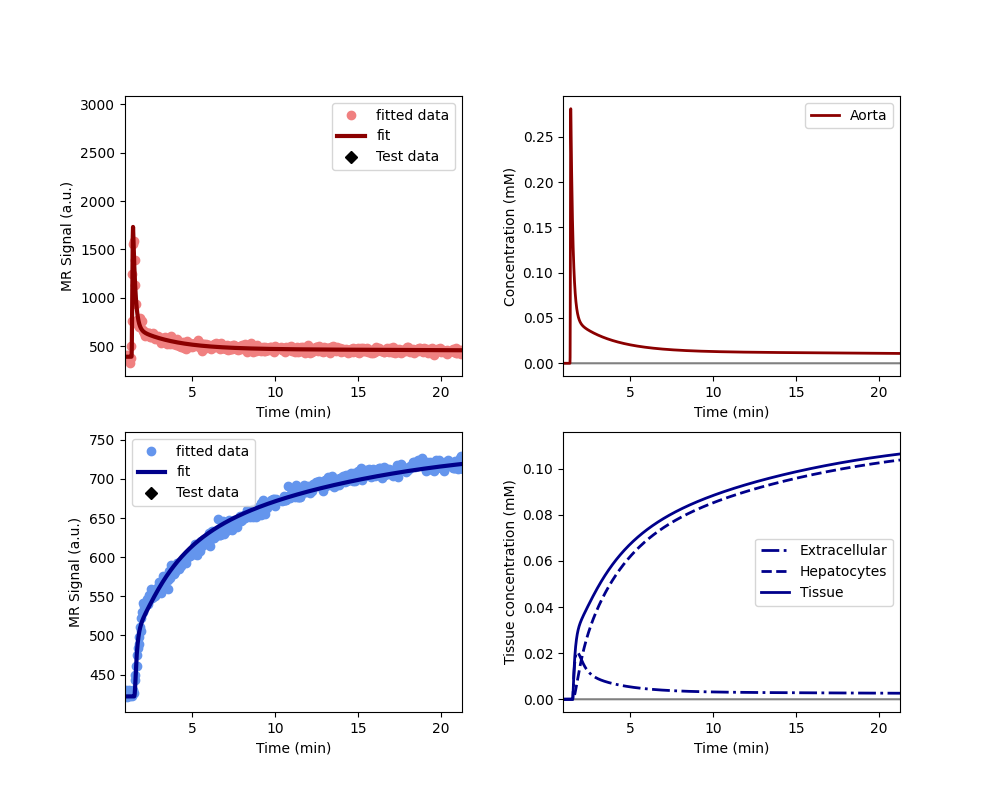 3000
2500
2000
1500
1000
500
MR Signal (a.u.)
fitted data
fit
Test data
5 10 15 20
Time (min)
0.25
0.20
0.15
0.10
0.05
0.00
Concentration (mM)
Aorta
5 10 15 20
Time (min)
750
700
650
600
550
500
450
MR Signal (a.u.)
fitted data
fit
Test data
5 10 15 20
Time (min)
0.10
0.08
0.06
0.04
0.02
0.00
Tissue concentration (mM)
Extracellular
Hepatocytes
Tissue
5 10 15 20
Time (min)